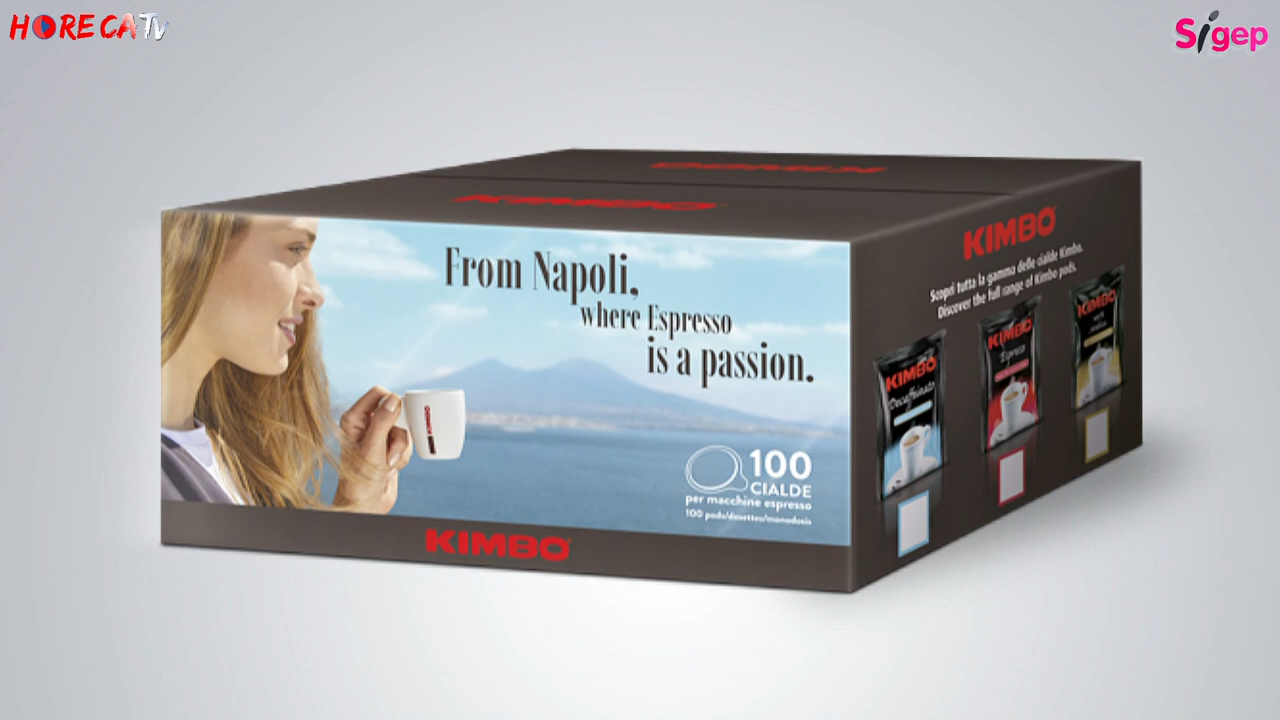 HORECATV
Sigep
KIMBO
KIMBO
From Napoli,
where Espresso
is a passion.
100
CIALDE
per macchine espresso
100 pods/dosettes/monodosis
KIMBO
KIMBO
Scopri tutta la gamma delle cialde Kimbo.
Discover the full range of Kimbo pods.
KIMBO
Decaffeinato
KIMBO
Espresso
KIMBO